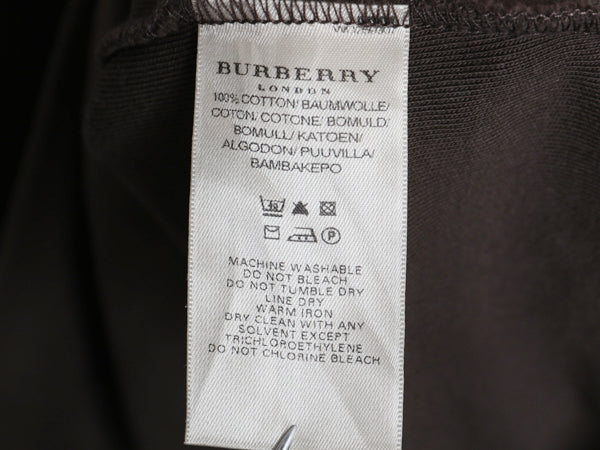 BURBERRY
LONDON
100% COTTON/ BAUMWOLLE/
COTON/ COTONE/ BOMULD/
BOMULL/ KATOEN/
ALGODON/ PUUVILLA/
BAMBAKEPO
P
MACHINE WASHABLE
DO NOT BLEACH
DO NOT TUMBLE DRY
LINE DRY
WARM IRON
DRY CLEAN WITH ANY
SOLVENT EXCEPT
TRICHLOROETHYLENE
DO NOT CHLORINE BLEACH